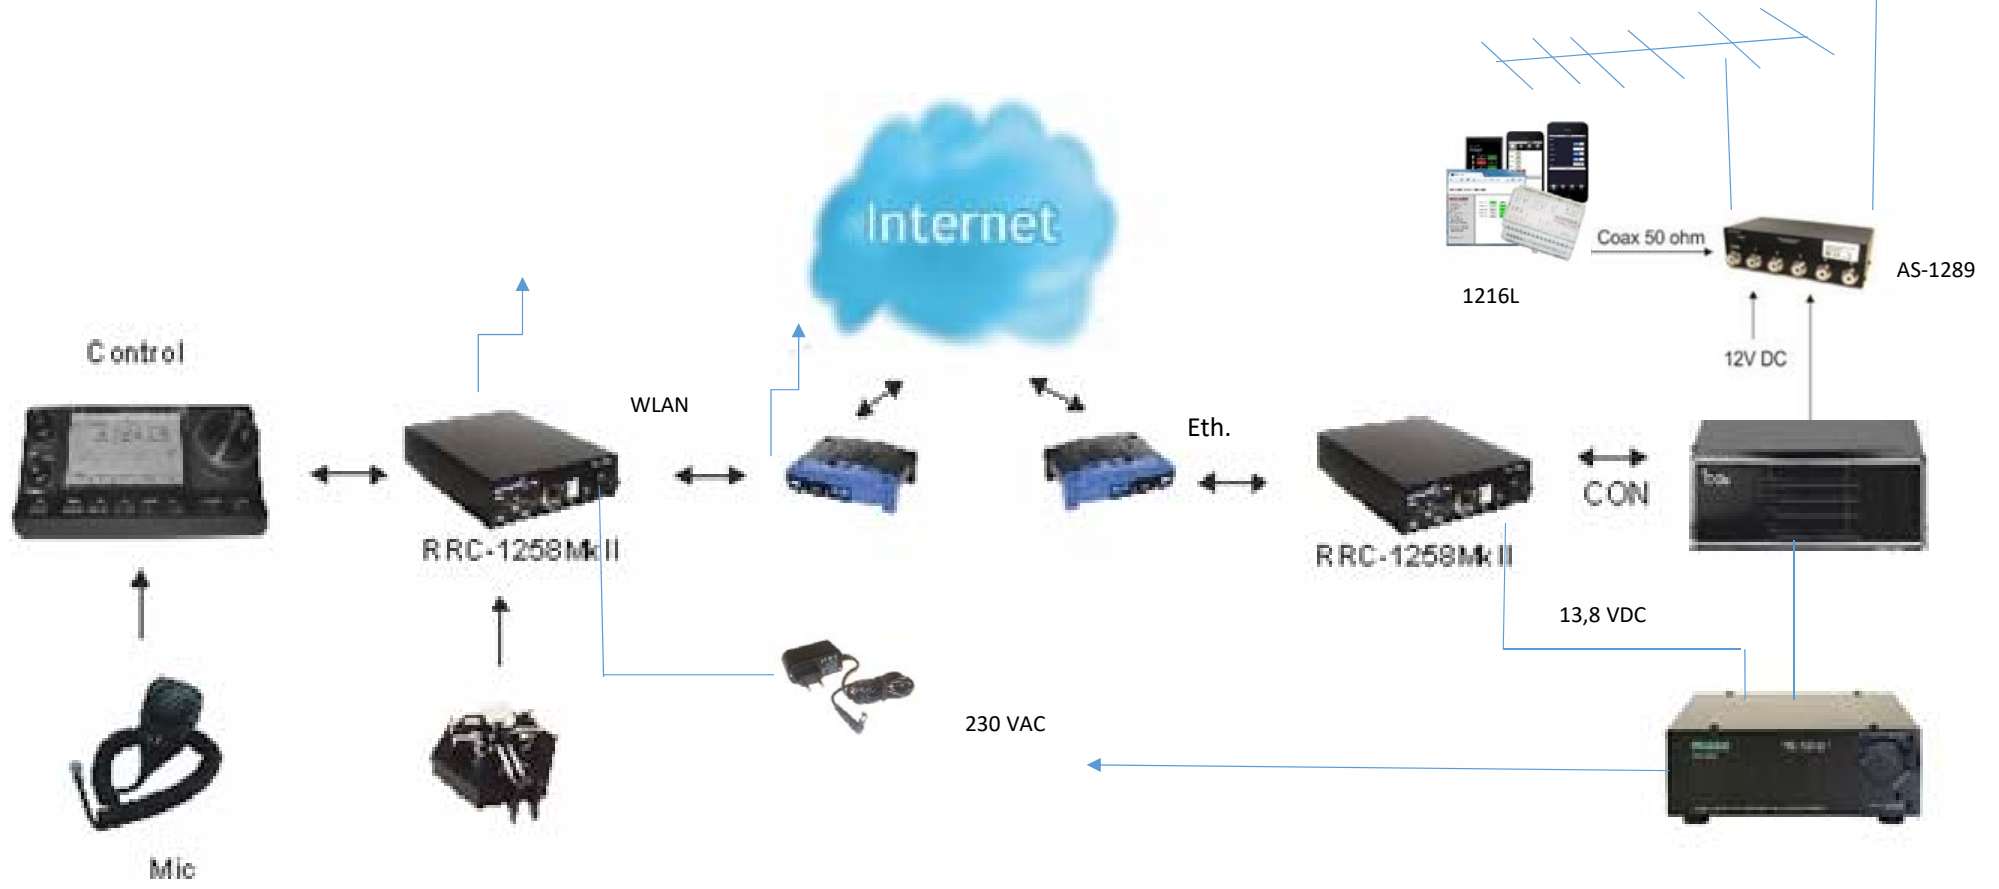 Internet
Coax 50 ohm
AS-1289
1216L
12V DC
Control
WLAN
Eth.
CON
Icom
RRC-1258MkII
RRC-1258MkII
13,8 VDC
230 VAC
Mic